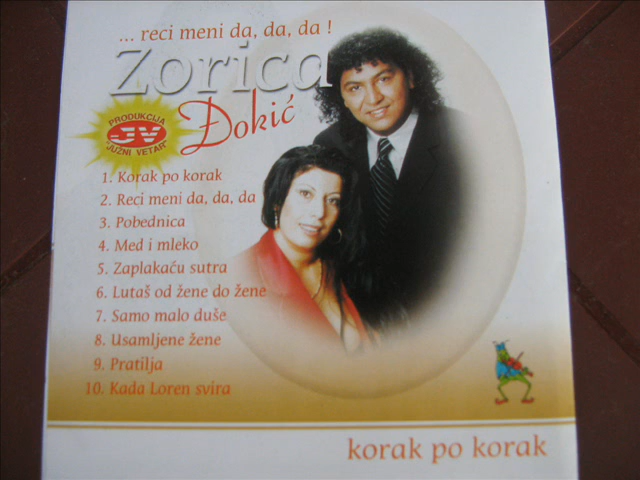 ... reci meni da, da, da !
Zorica
Đokić
PRODUKCIJA
JV
"JUŽNI VETAR"
1. Korak po korak
2. Reci meni da, da, da
3. Pobednica
4. Med i mleko
5. Zaplakaću sutra
6. Lutaš od žene do žene
7. Samo malo duše
8. Usamljene žene
9. Pratilja
10. Kada Loren svira
korak po korak